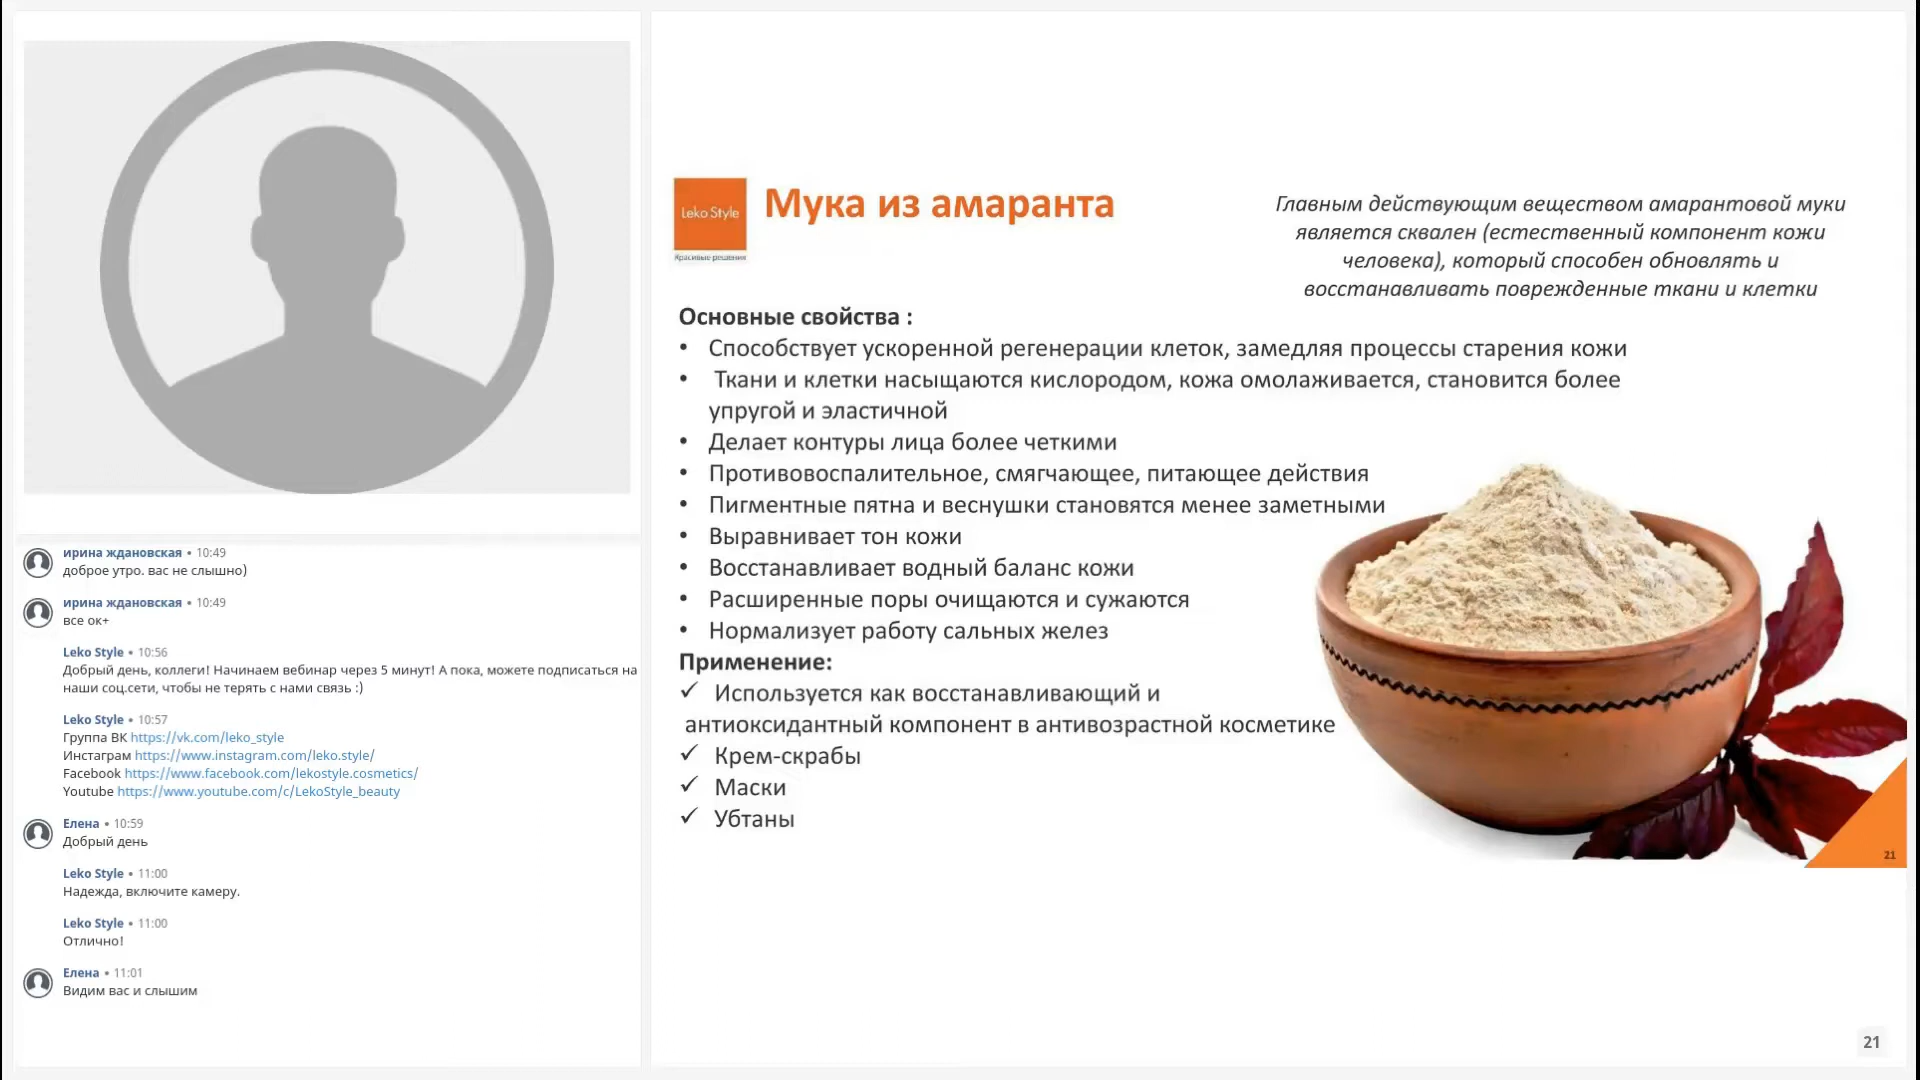 ирина ждановская • 10:49
доброе утро. вас не слышно)
ирина ждановская • 10:49
все ок+
Leko Style • 10:56
Добрый день, коллеги! Начинаем вебинар через 5 минут! А пока, можете подписаться на
наши соц.сети, чтобы не терять с нами связь :)
Leko Style • 10:57
Группа ВК https://vk.com/leko_style
Инстаграм https://www.instagram.com/leko.style/
Facebook https://www.facebook.com/lekostyle.cosmetics/
Youtube https://www.youtube.com/c/LekoStyle_beauty
Елена • 10:59
Добрый день
Leko Style • 11:00
Надежда, включите камеру.
Leko Style • 11:00
Отлично!
Елена • 11:01
Видим вас и слышим
Leko Style
Красивые решения
Мука из амаранта
Главным действующим веществом амарантовой муки
является сквален (естественный компонент кожи
человека), который способен обновлять и
восстанавливать поврежденные ткани и клетки
Основные свойства :
• Способствует ускоренной регенерации клеток, замедляя процессы старения кожи
• Ткани и клетки насыщаются кислородом, кожа омолаживается, становится более
упругой и эластичной
• Делает контуры лица более четкими
• Противовоспалительное, смягчающее, питающее действия
• Пигментные пятна и веснушки становятся менее заметными
• Выравнивает тон кожи
• Восстанавливает водный баланс кожи
• Расширенные поры очищаются и сужаются
• Нормализует работу сальных желез
Применение:
✓ Используется как восстанавливающий и
антиоксидантный компонент в антивозрастной косметике
✓ Крем-скрабы
✓ Маски
✓ Убтаны
21
21